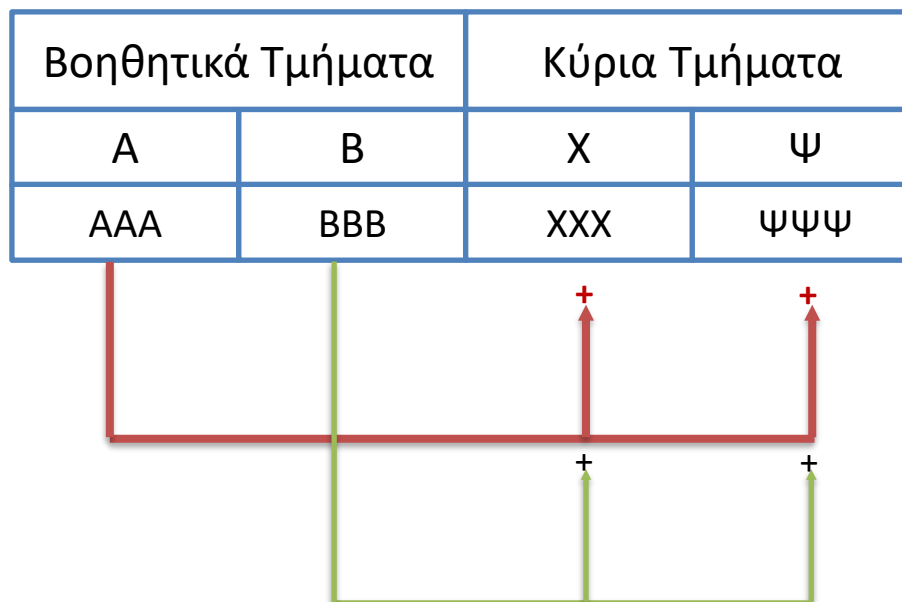 Βοηθητικά Τμήματα Κύρια Τμήματα
Α Β Χ Ψ
ΑΑΑ ΒΒΒ ΧΧΧ ΨΨΨ
+ +
+ +